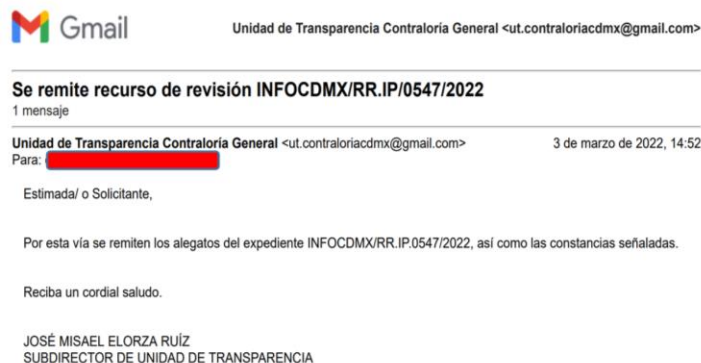 Gmail
Unidad de Transparencia Contraloría General <ut.contraloriacdmx@gmail.com>
Se remite recurso de revisión INFOCDMX/RR.IP/0547/2022
1 mensaje
Unidad de Transparencia Contraloría General <ut.contraloriacdmx@gmail.com> 3 de marzo de 2022, 14:52
Para:
Estimada/ o Solicitante,
Por esta vía se remiten los alegatos del expediente INFOCDMX/RR.IP.0547/2022, así como las constancias señaladas.
Reciba un cordial saludo.
JOSÉ MISAEL ELORZA RUÍZ
SUBDIRECTOR DE UNIDAD DE TRANSPARENCIA